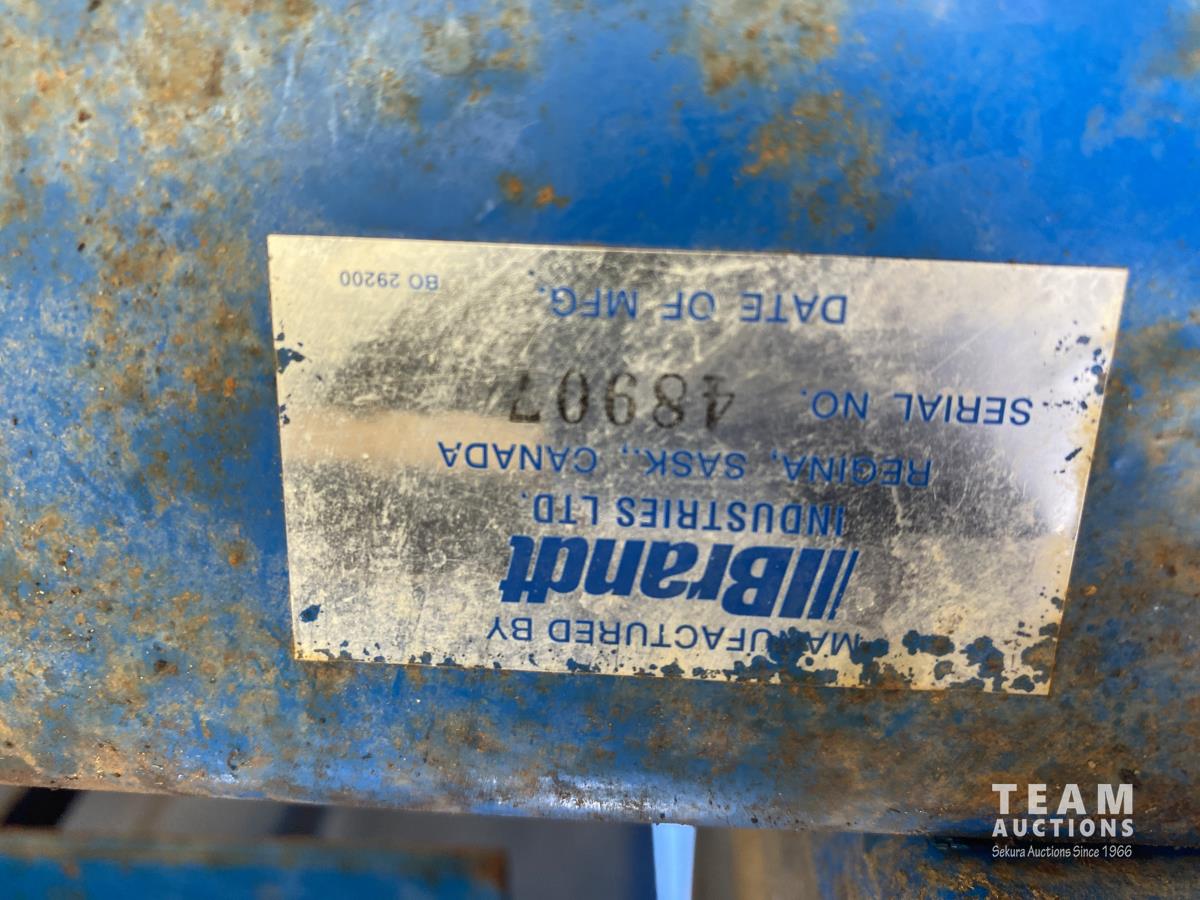 MANUFACTURED BY
Brandt
INDUSTRIES LTD.
REGINA, SASK., CANADA
SERIAL NO. 48907
DATE OF MFG.
BO 29200
TEAM
AUCTIONS
Sekura Auctions Since 1966